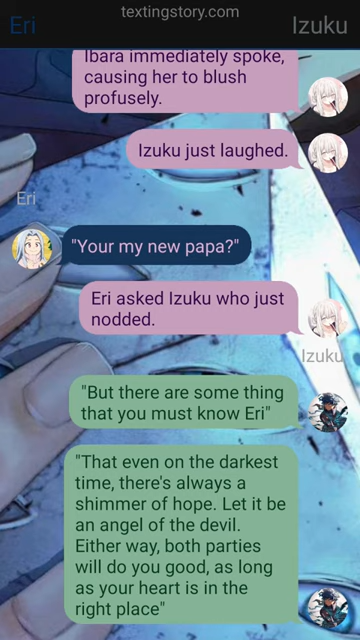 textingstory.com
Eri
Izuku
Ibara immediately spoke,
causing her to blush
profusely.
Izuku just laughed.
Eri
"Your my new papa?"
Eri asked Izuku who just
nodded.
Izuku
"But there are some thing
that you must know Eri"
"That even on the darkest
time, there's always a
shimmer of hope. Let it be
an angel of the devil.
Either way, both parties
will do you good, as long
as your heart is in the
right place"